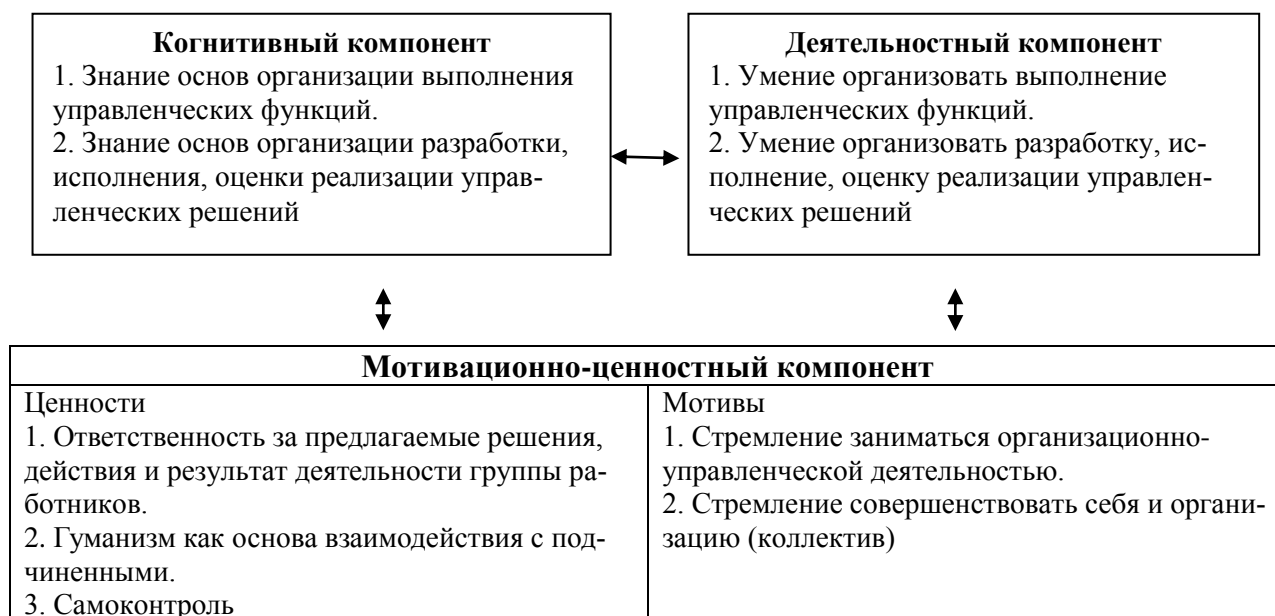 Когнитивный компонент
1. Знание основ организации выполнения
управленческих функций.
2. Знание основ организации разработки,
исполнения, оценки реализации управ-
ленческих решений
Деятельностный компонент
1. Умение организовать выполнение
управленческих функций.
2. Умение организовать разработку, ис-
полнение, оценку реализации управлен-
ческих решений
Мотивационно-ценностный компонент
Ценности
1. Ответственность за предлагаемые решения,
действия и результат деятельности группы ра-
ботников.
2. Гуманизм как основа взаимодействия с под-
чиненными.
3. Самоконтроль
Мотивы
1. Стремление заниматься организационно-
управленческой деятельностью.
2. Стремление совершенствовать себя и органи-
зацию (коллектив)